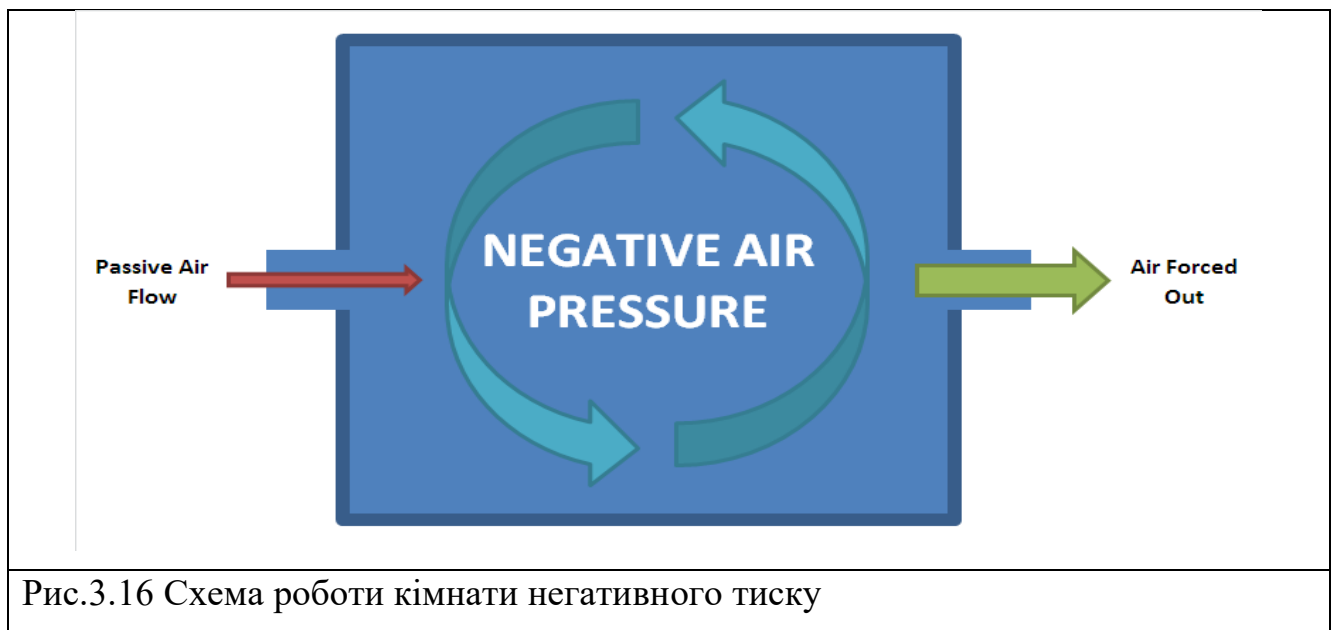 Passive Air
Flow
NEGATIVE AIR
PRESSURE
Air Forced
Out
Рис.3.16 Схема роботи кімнати негативного тиску